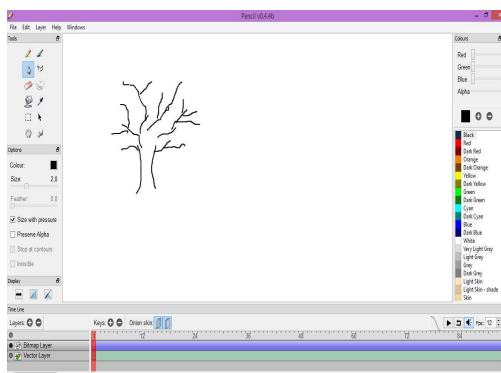 Pencil v0.4.4b
File Edit Layer Help Windows
Tools
Options
Colour:
Size: 2.0
Feather: 0.0
Size with pressure
Preserve Alpha
Stop at contours
Invisible
Display
Colours
Red
Green
Blue
Alpha
Black
Red
Dark Red
Orange
Dark Orange
Yellow
Dark Yellow
Green
Dark Green
Cyan
Dark Cyan
Blue
Dark Blue
White
Very Light Grey
Light Grey
Grey
Dark Grey
Light Skin
Light Skin - shade
Skin
Time Line
Layers: Keys: Onion skin: Fps: 12
12 24 36 48 60 72 84
Bitmap Layer
Vector Layer